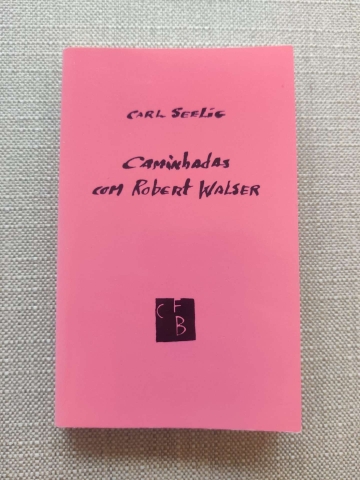 CARL SEELIG
CAMINHADAS
COM ROBERT WALSER
C F
B